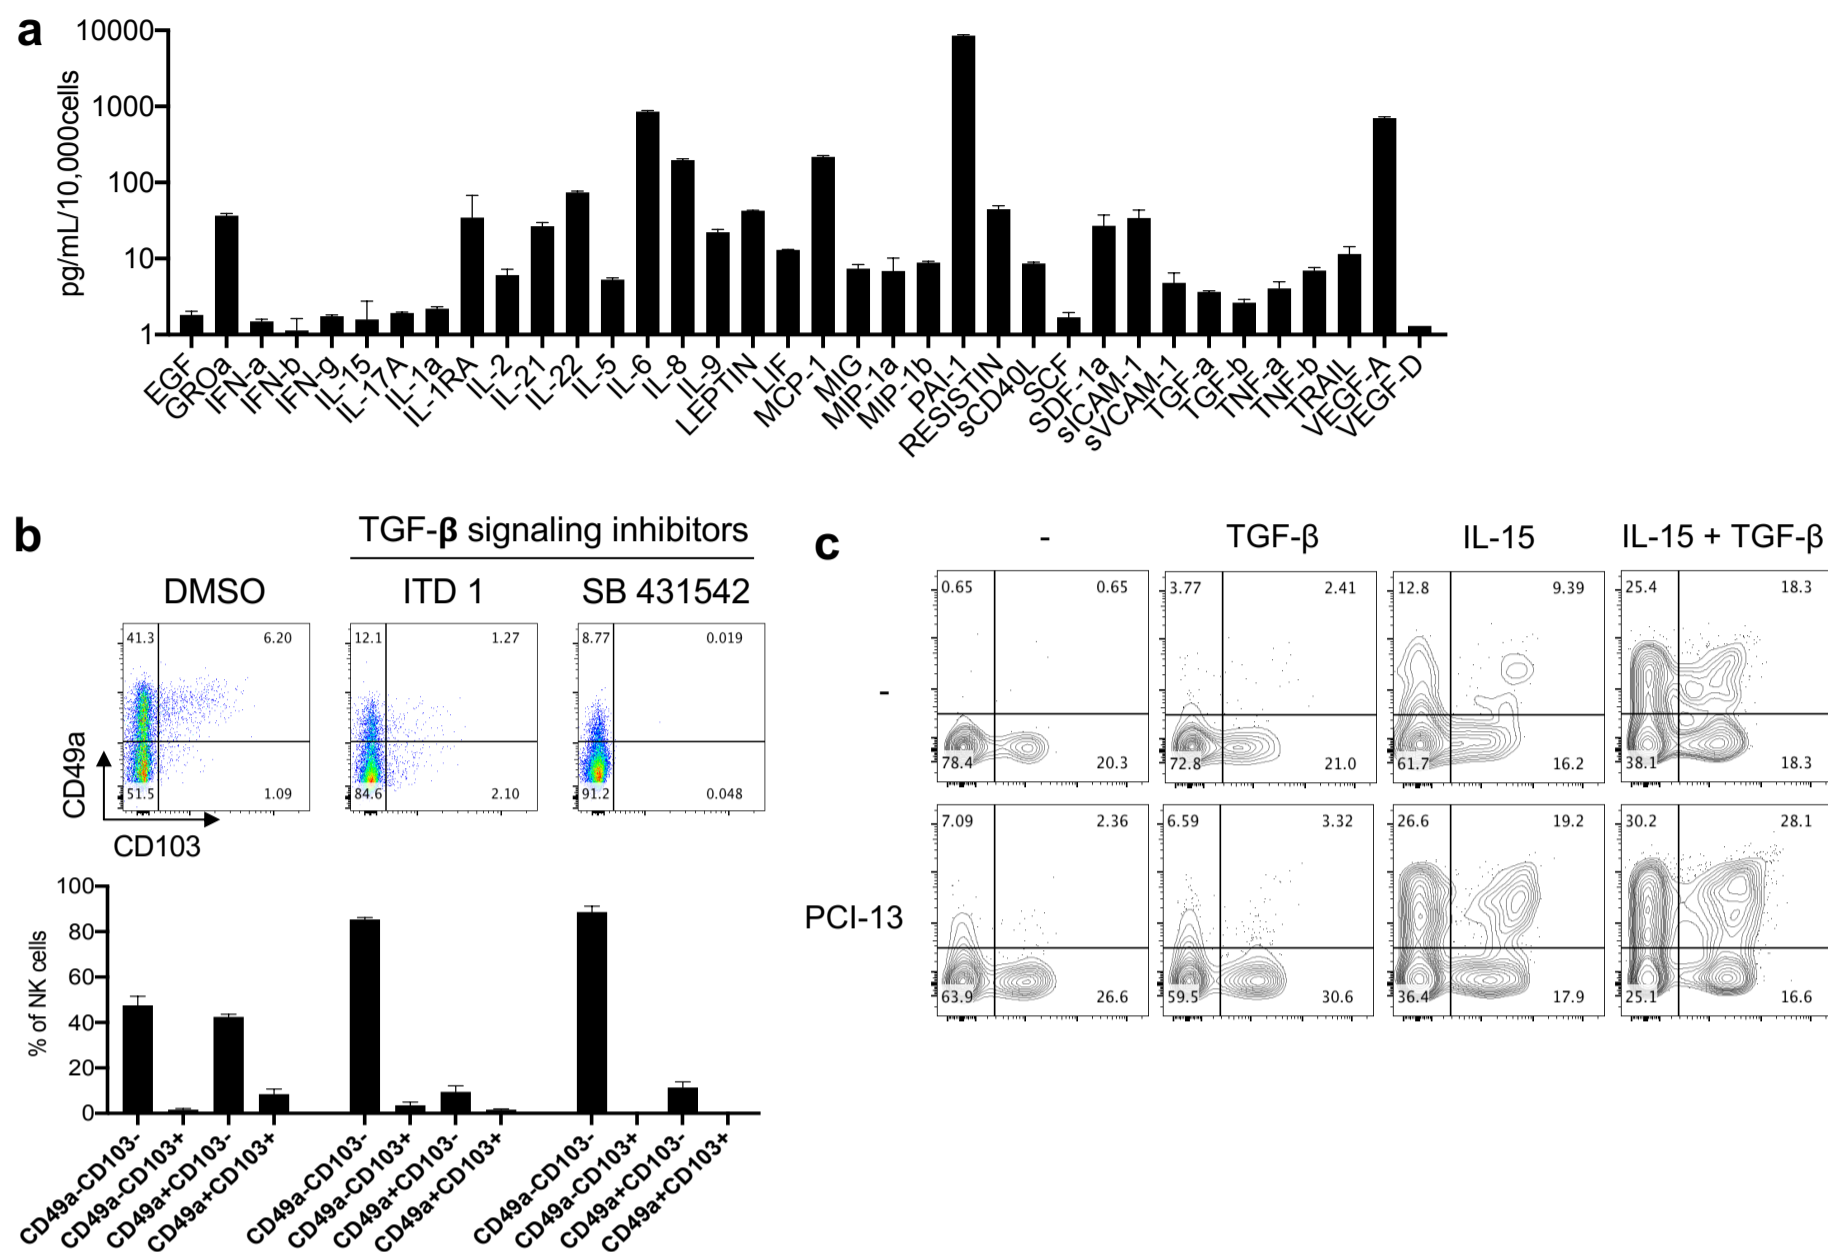 a
pg/mL/10,000cells
10000
1000
100
10
1
EGF
GROa
IFN-a
IFN-b
IFN-g
IL-15
IL-17A
IL-1a
IL-1RA
IL-2
IL-21
IL-22
IL-5
IL-6
IL-8
IL-9
LEPTIN
LIF
MCP-1
MIG
MIP-1a
MIP-1b
PAI-1
RESISTIN
sCD40L
SCF
SDF-1a
sICAM-1
sVCAM-1
TGF-a
TGF-b
TNF-a
TNF-b
TRAIL
VEGF-A
VEGF-D
b
TGF-β signaling inhibitors
DMSO
ITD 1
SB 431542
41.3 6.20
51.5 1.09
12.1 1.27
84.6 2.10
8.77 0.019
91.2 0.048
CD49a
CD103
% of NK cells
100
80
60
40
20
0
CD49a-CD103-
CD49a-CD103+
CD49a+CD103-
CD49a+CD103+
CD49a-CD103-
CD49a-CD103+
CD49a+CD103-
CD49a+CD103+
CD49a-CD103-
CD49a-CD103+
CD49a+CD103-
CD49a+CD103+
c
-
TGF-β
IL-15
IL-15 + TGF-β
-
0.65 0.65
78.4 20.3
3.77 2.41
72.8 21.0
12.8 9.39
61.7 16.2
25.4 18.3
38.1 18.3
PCI-13
7.09 2.36
63.9 26.6
6.59 3.32
59.5 30.6
26.6 19.2
36.4 17.9
30.2 28.1
25.1 16.6